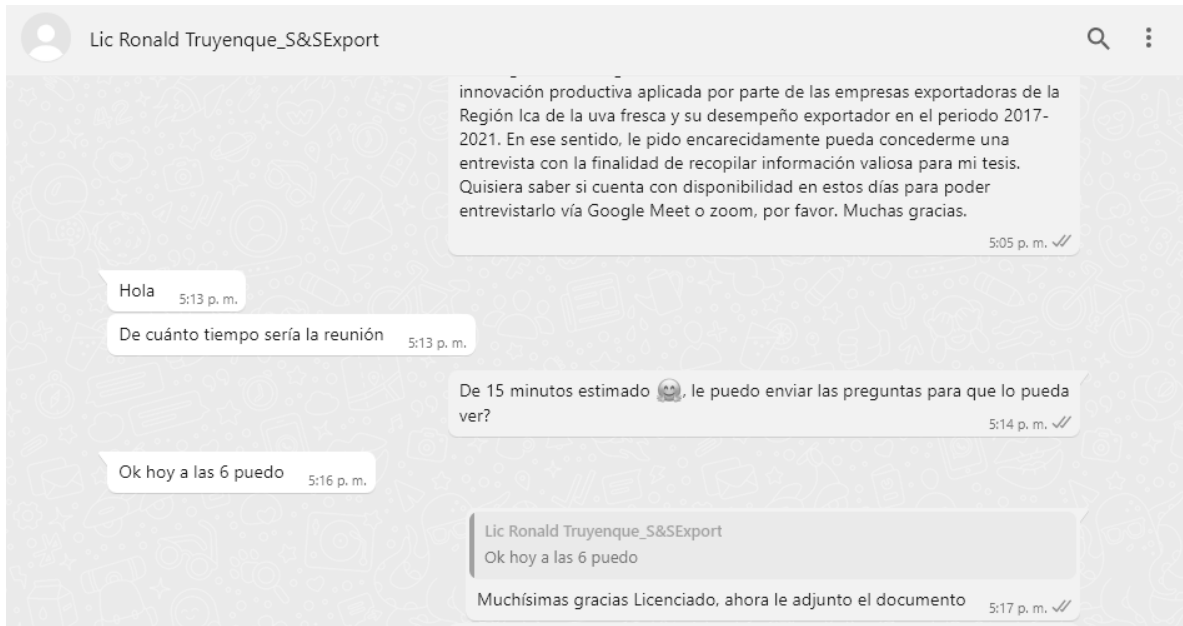 Lic Ronald Truyenque_S&SExport
innovación productiva aplicada por parte de las empresas exportadoras de la
Región Ica de la uva fresca y su desempeño exportador en el periodo 2017-
2021. En ese sentido, le pido encarecidamente pueda concederme una
entrevista con la finalidad de recopilar información valiosa para mi tesis.
Quisiera saber si cuenta con disponibilidad en estos días para poder
entrevistarlo vía Google Meet o zoom, por favor. Muchas gracias.
5:05 p. m.
Hola 5:13 p. m.
De cuánto tiempo sería la reunión 5:13 p. m.
De 15 minutos estimado 🤗, le puedo enviar las preguntas para que lo pueda
ver? 5:14 p. m.
Ok hoy a las 6 puedo 5:16 p. m.
Lic Ronald Truyenque_S&SExport
Ok hoy a las 6 puedo
Muchísimas gracias Licenciado, ahora le adjunto el documento 5:17 p. m.